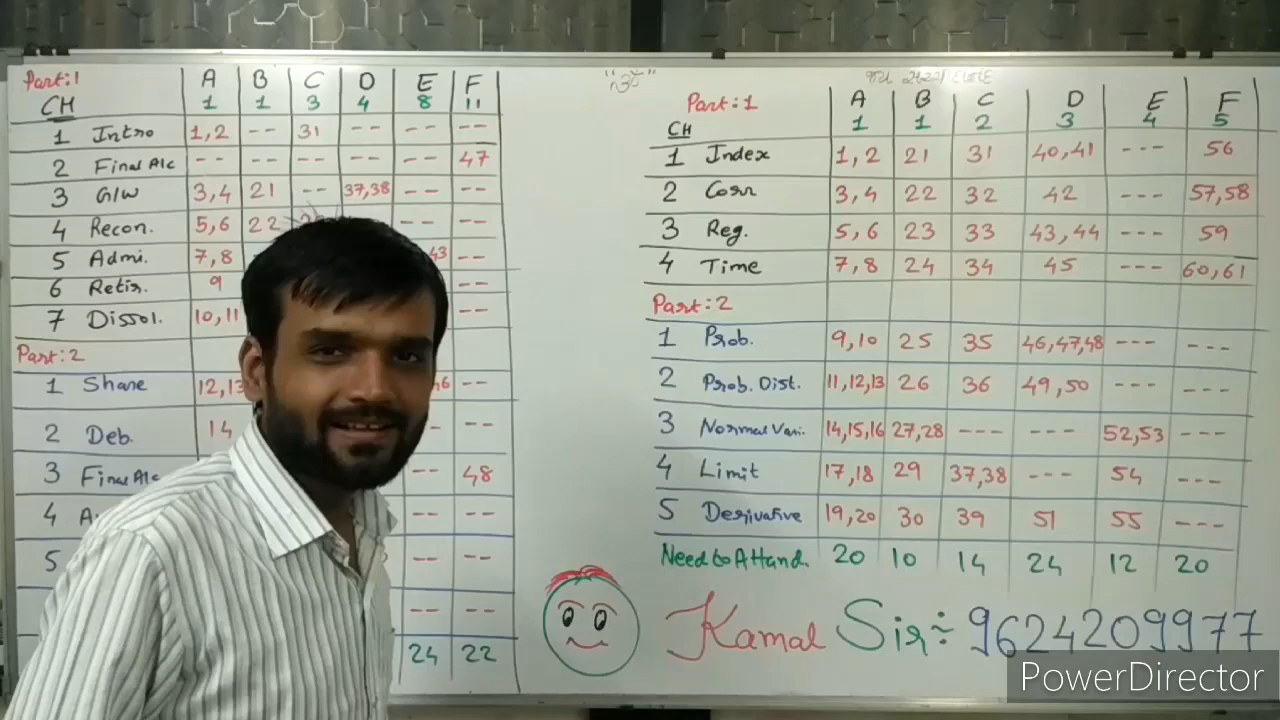 Part:1 A B C D E F
CH 1 1 3 4 8 11
1 Intro 1,2 -- 31 -- -- --
2 Final A/c -- -- -- -- -- 47
3 G/W 3,4 21 -- 37,38 -- --
4 Recon. 5,6 22 -- --
5 Admi. 7,8 43 --
6 Retir. 9 --
7 Dissol. 10,11 --
Part:2
1 Share 12,13 --
2 Deb. 14 --
3 Final A/c -- 48
4 -- --
5 -- --
-- --
24 22
Part:1 A B C D E F
CH 1 1 2 3 4 5
1 Index 1,2 21 31 40,41 --- 56
2 Corr 3,4 22 32 42 --- 57,58
3 Reg. 5,6 23 33 43,44 --- 59
4 Time 7,8 24 34 45 --- 60,61
Part:2
1 Prob. 9,10 25 35 46,47,48 --- ---
2 Prob. Dist. 11,12,13 26 36 49,50 --- ---
3 Normal Vari. 14,15,16 27,28 --- --- 52,53 ---
4 Limit 17,18 29 37,38 --- 54 ---
5 Derivative 19,20 30 39 51 55 ---
Need to Attand. 20 10 14 24 12 20
Kamal Sir:- 9624209977
PowerDirector